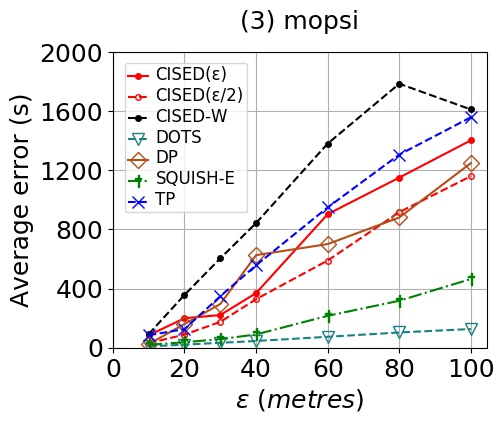 (3) mopsi
Average error (s)
2000
1600
1200
800
400
0
CISED(ε)
CISED(ε/2)
CISED-W
DOTS
DP
SQUISH-E
TP
0 20 40 60 80 100
ε (metres)